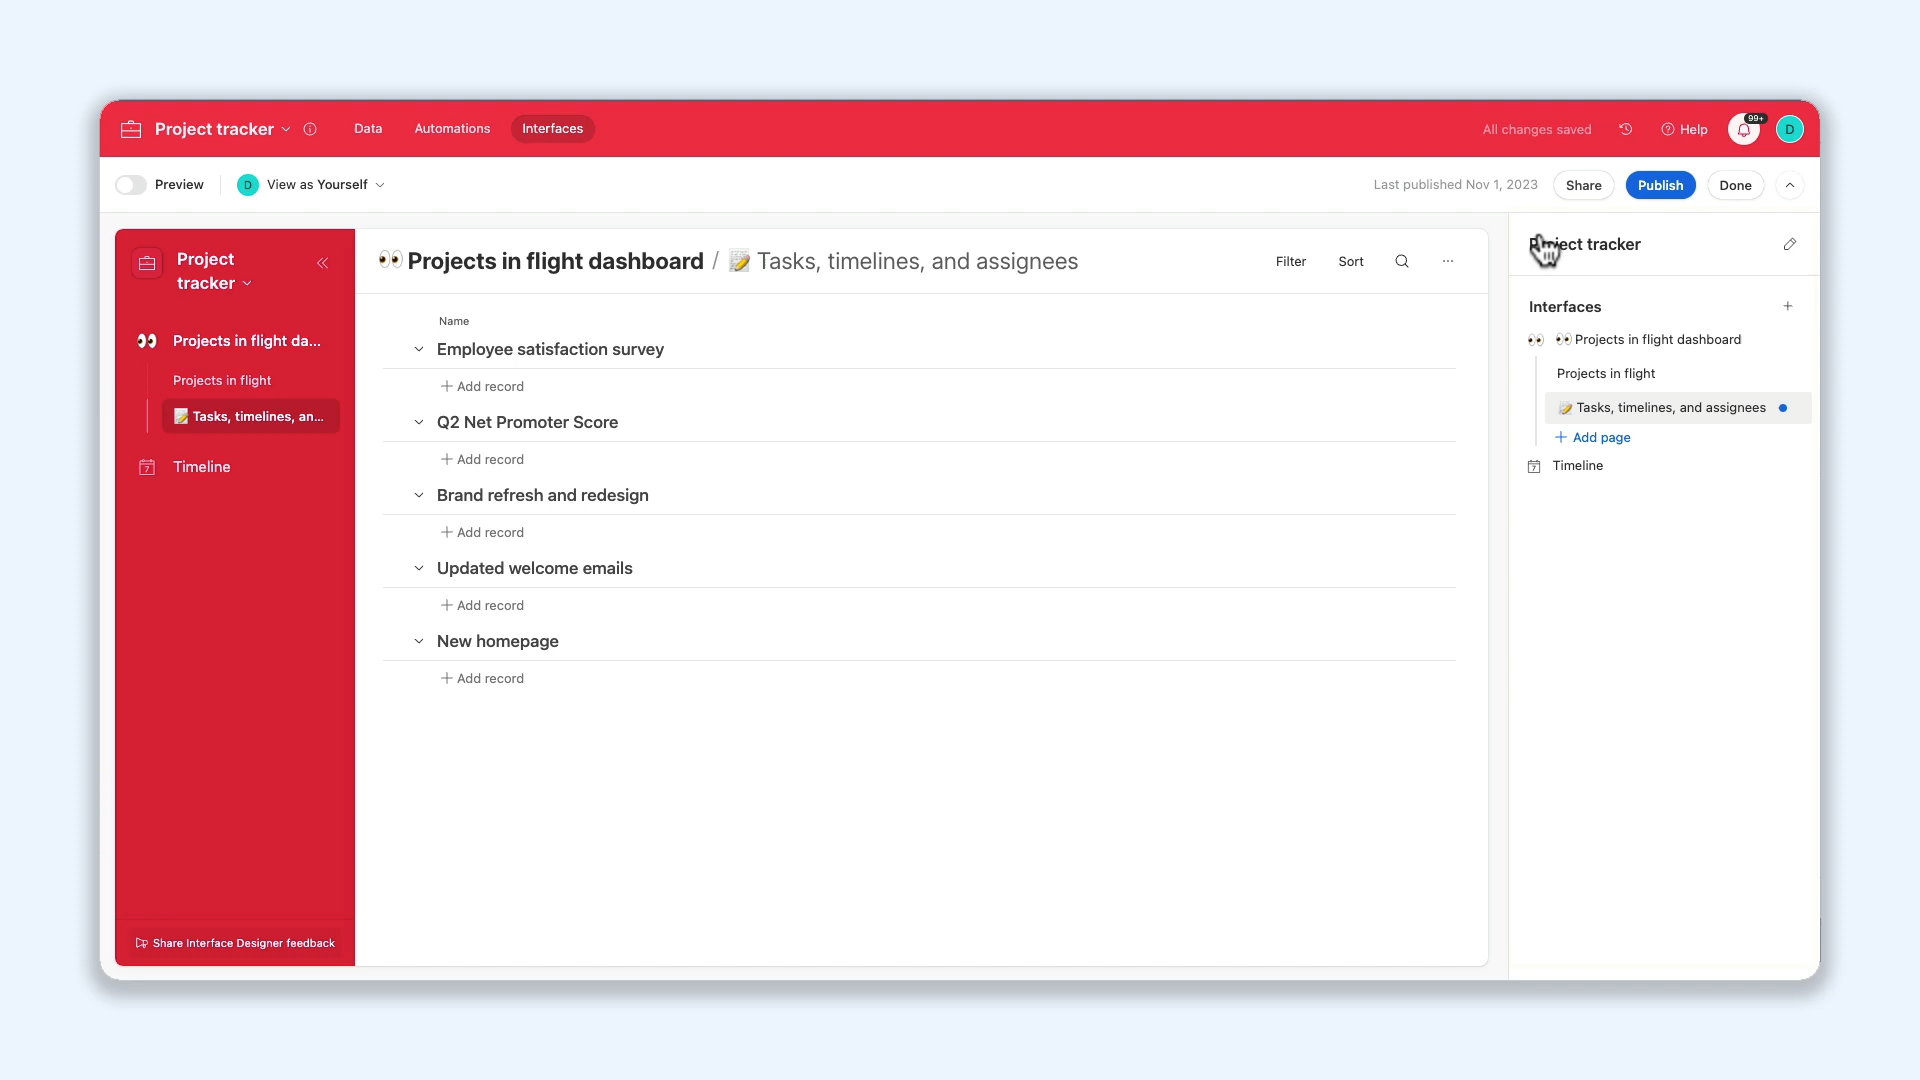 Project tracker
Data
Automations
Interfaces
All changes saved
Help
99+
D
Preview
D
View as Yourself
Last published Nov 1, 2023
Share
Publish
Done
Project
tracker
👀 Projects in flight da...
Projects in flight
📝 Tasks, timelines, an...
7
Timeline
Share Interface Designer feedback
👀 Projects in flight dashboard / 📝 Tasks, timelines, and assignees
Filter
Sort
Name
Employee satisfaction survey
+ Add record
Q2 Net Promoter Score
+ Add record
Brand refresh and redesign
+ Add record
Updated welcome emails
+ Add record
New homepage
+ Add record
tracker
Interfaces
👀 👀 Projects in flight dashboard
Projects in flight
📝 Tasks, timelines, and assignees
+ Add page
7
Timeline